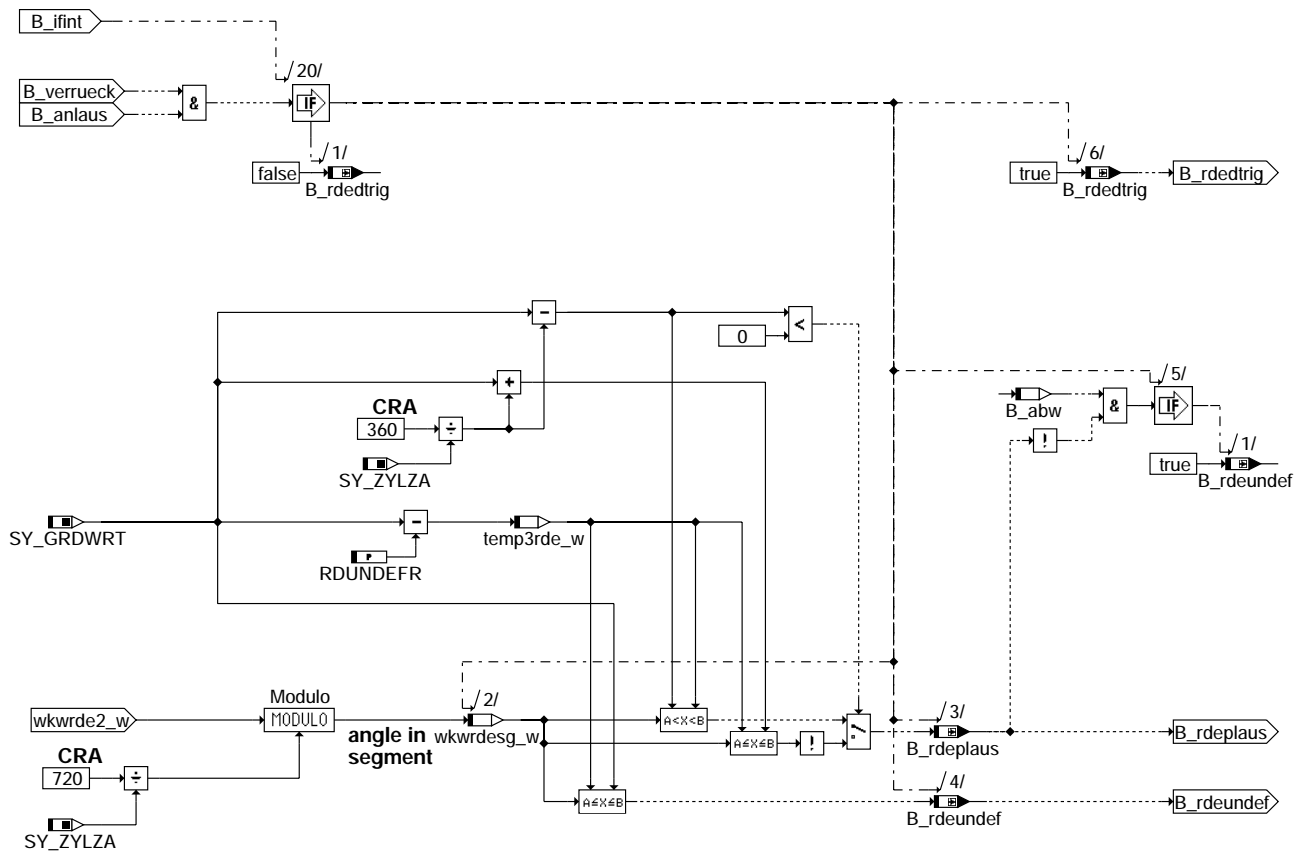 B_ifint
/20/
B_verrueck
&
IF
B_anlaus
/1/
/6/
false
true
B_rdedtrig
B_rdedtrig
B_rdedtrig
-
<
0
/5/
+
CRA
B_abw
&
IF
360
÷
!
/1/
SY_ZYLZA
true
B_rdeundef
SY_GRDWRT
-
temp3rde_w
P
RDUNDEFR
Modulo
/2/
/3/
wkwrde2_w
MODULO
A<X<B
angle in
segment
wkwrdesg_w
A≤X≤B
!
B_rdeplaus
B_rdeplaus
CRA
720
÷
/4/
A≤X≤B
B_rdeundef
B_rdeundef
SY_ZYLZA